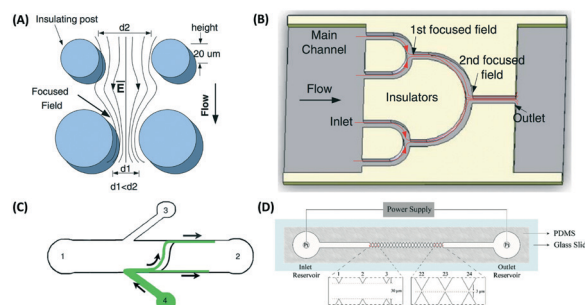 (A)
Insulating post
d2
height
20 um
E
Focused
Field
Flow
d1
d1<d2
(B)
Main
Channel
1st focused field
2nd focused
field
Flow
Insulators
Inlet
Outlet
(C)
3
1
2
4
(D)
Power Supply
PDMS
Glass Slide
Pt
Pt
Inlet
Reservoir
Outlet
Reservoir
1 2 3
22 23 24